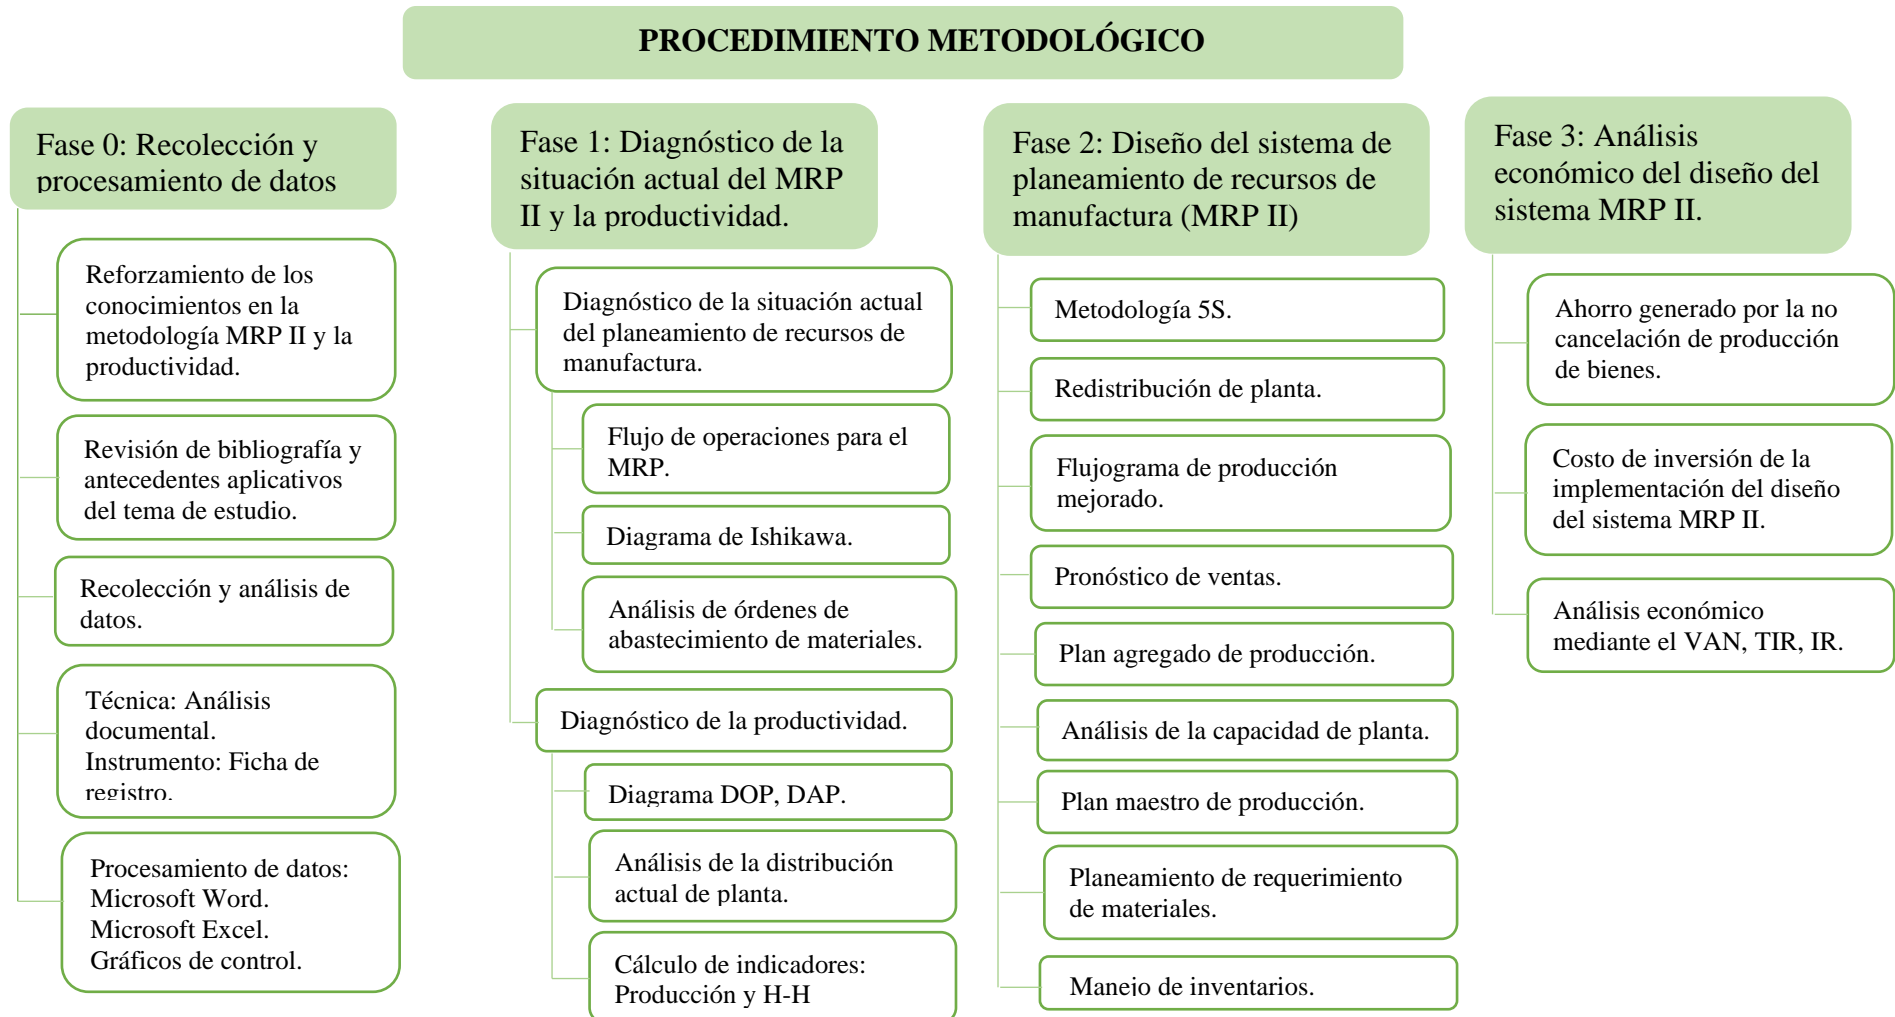 PROCEDIMIENTO METODOLÓGICO
Fase 0: Recolección y
procesamiento de datos
Reforzamiento de los
conocimientos en la
metodología MRP II y la
productividad.
Revisión de bibliografía y
antecedentes aplicativos
del tema de estudio.
Recolección y análisis de
datos.
Técnica: Análisis
documental.
Instrumento: Ficha de
registro.
Procesamiento de datos:
Microsoft Word.
Microsoft Excel.
Gráficos de control.
Fase 1: Diagnóstico de la
situación actual del MRP
II y la productividad.
Diagnóstico de la situación actual
del planeamiento de recursos de
manufactura.
Flujo de operaciones para el
MRP.
Diagrama de Ishikawa.
Análisis de órdenes de
abastecimiento de materiales.
Diagnóstico de la productividad.
Diagrama DOP, DAP.
Análisis de la distribución
actual de planta.
Cálculo de indicadores:
Producción y H-H
Fase 2: Diseño del sistema de
planeamiento de recursos de
manufactura (MRP II)
Metodología 5S.
Redistribución de planta.
Flujograma de producción
mejorado.
Pronóstico de ventas.
Plan agregado de producción.
Análisis de la capacidad de planta.
Plan maestro de producción.
Planeamiento de requerimiento
de materiales.
Manejo de inventarios.
Fase 3: Análisis
económico del diseño del
sistema MRP II.
Ahorro generado por la no
cancelación de producción
de bienes.
Costo de inversión de la
implementación del diseño
del sistema MRP II.
Análisis económico
mediante el VAN, TIR, IR.